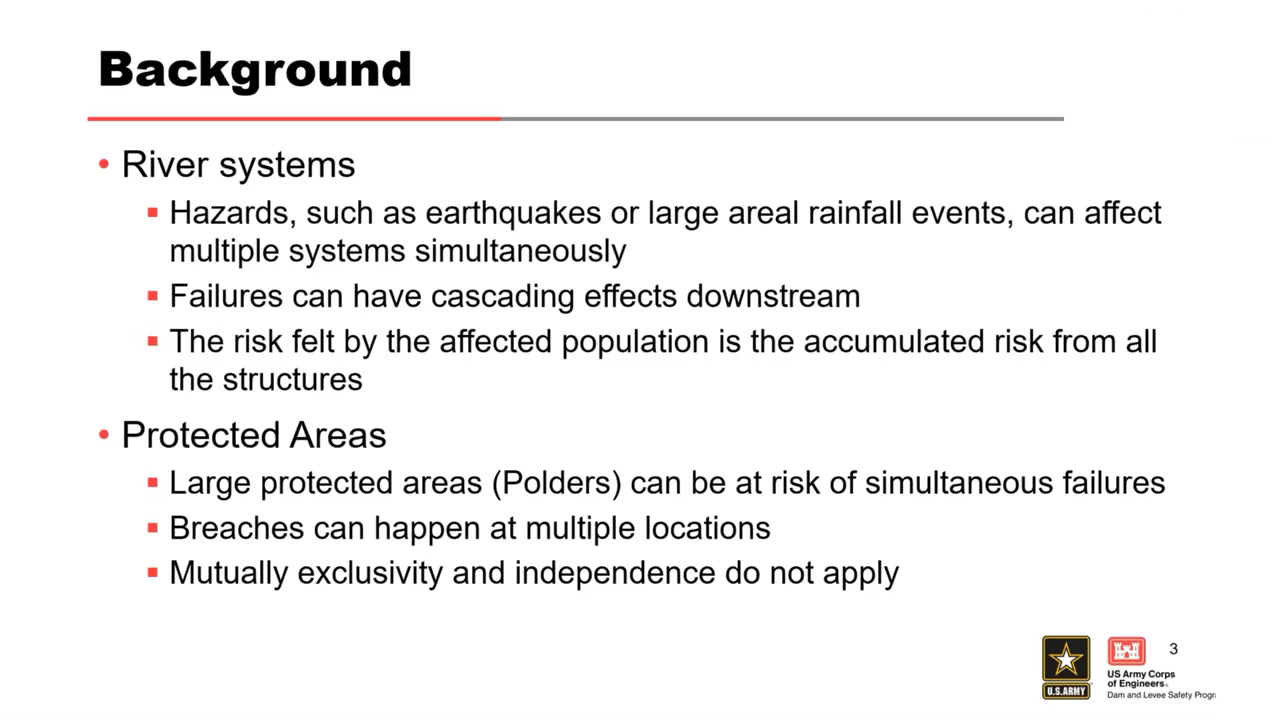 Background
• River systems
▪ Hazards, such as earthquakes or large areal rainfall events, can affect
multiple systems simultaneously
▪ Failures can have cascading effects downstream
▪ The risk felt by the affected population is the accumulated risk from all
the structures
• Protected Areas
▪ Large protected areas (Polders) can be at risk of simultaneous failures
▪ Breaches can happen at multiple locations
▪ Mutually exclusivity and independence do not apply
3
U.S.ARMY
US Army Corps
of Engineers®
Dam and Levee Safety Progr